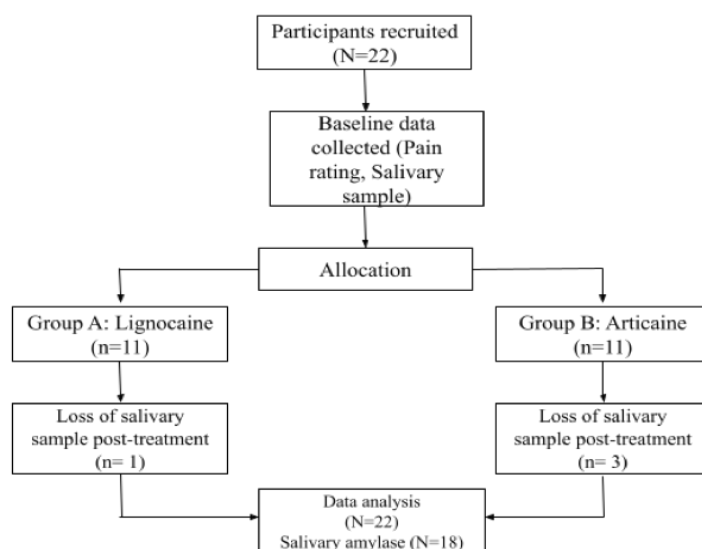 Participants recruited
(N=22)
Baseline data
collected (Pain
rating, Salivary
sample)
Allocation
Group A: Lignocaine
(n=11)
Group B: Articaine
(n=11)
Loss of salivary
sample post-treatment
(n= 1)
Loss of salivary
sample post-treatment
(n= 3)
Data analysis
(N=22)
Salivary amylase (N=18)